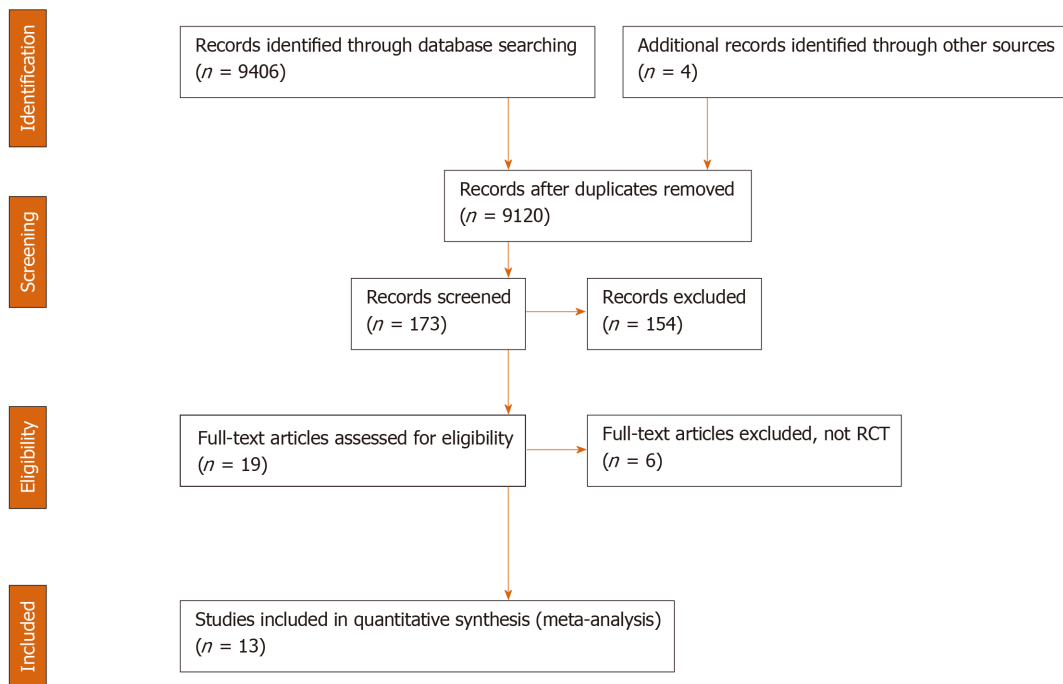 Identification
Records identified through database searching
(n = 9406)
Additional records identified through other sources
(n = 4)
Screening
Records after duplicates removed
(n = 9120)
Records screened
(n = 173)
Records excluded
(n = 154)
Eligibility
Full-text articles assessed for eligibility
(n = 19)
Full-text articles excluded, not RCT
(n = 6)
Included
Studies included in quantitative synthesis (meta-analysis)
(n = 13)